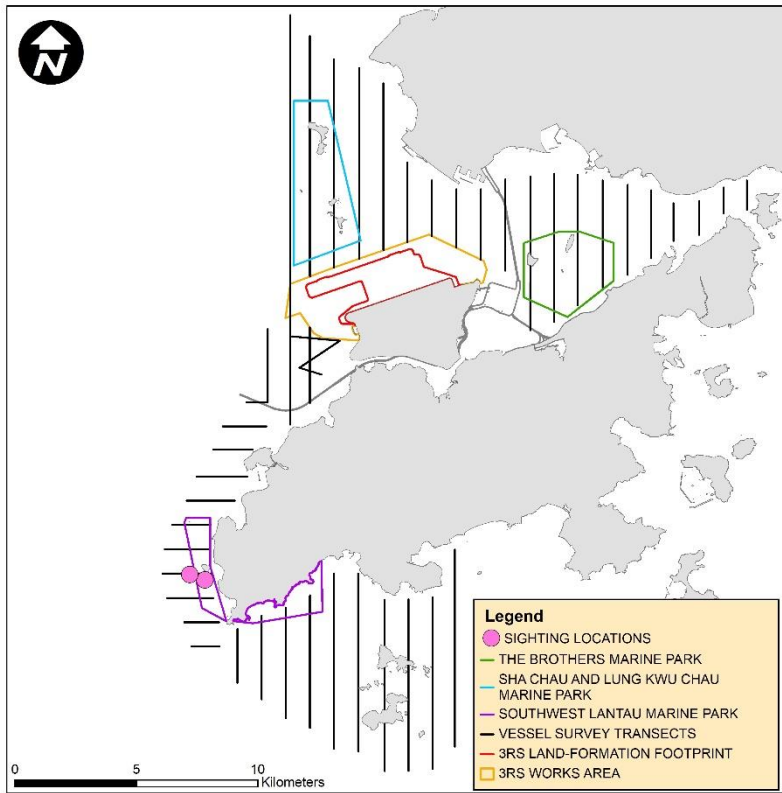 N
Legend
SIGHTING LOCATIONS
THE BROTHERS MARINE PARK
SHA CHAU AND LUNG KWU CHAU
MARINE PARK
SOUTHWEST LANTAU MARINE PARK
VESSEL SURVEY TRANSECTS
3RS LAND-FORMATION FOOTPRINT
3RS WORKS AREA
0 5 10
Kilometers